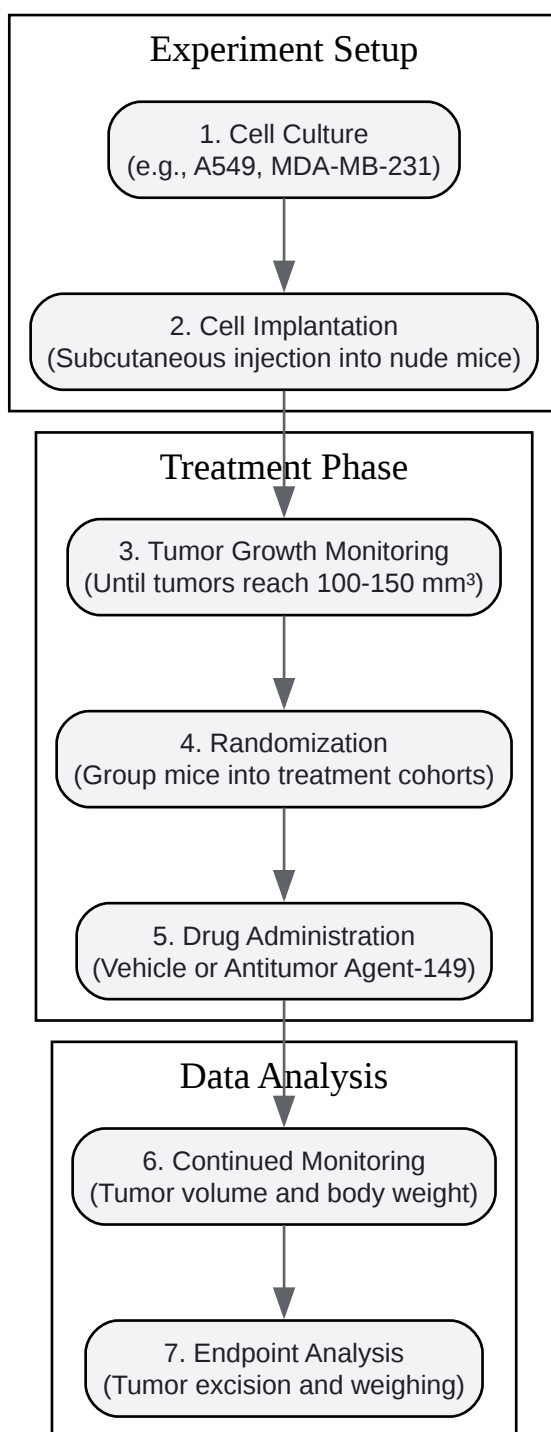 Experiment Setup
1. Cell Culture
(e.g., A549, MDA-MB-231)
2. Cell Implantation
(Subcutaneous injection into nude mice)
Treatment Phase
3. Tumor Growth Monitoring
(Until tumors reach 100-150 mm³)
4. Randomization
(Group mice into treatment cohorts)
5. Drug Administration
(Vehicle or Antitumor Agent-149)
Data Analysis
6. Continued Monitoring
(Tumor volume and body weight)
7. Endpoint Analysis
(Tumor excision and weighing)